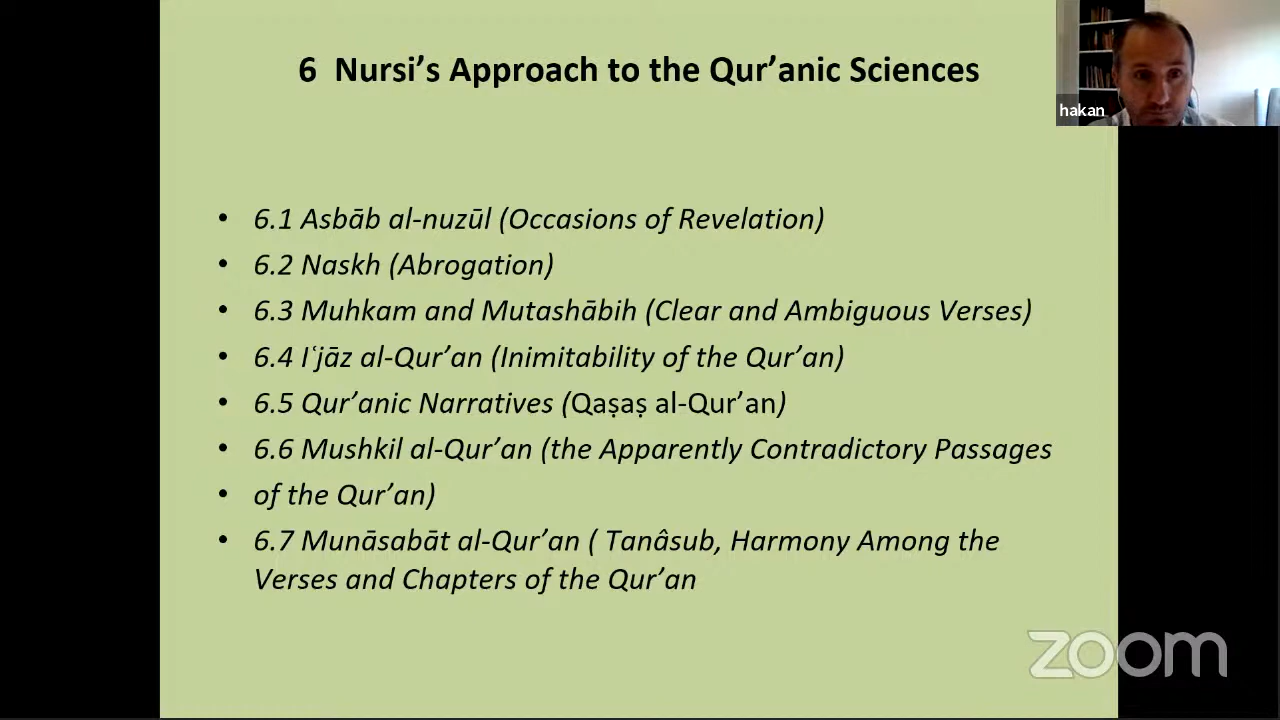 6 Nursi’s Approach to the Qur’anic Sciences
hakan
• 6.1 Asbāb al-nuzūl (Occasions of Revelation)
• 6.2 Naskh (Abrogation)
• 6.3 Muhkam and Mutashābih (Clear and Ambiguous Verses)
• 6.4 Iʿjāz al-Qur’an (Inimitability of the Qur’an)
• 6.5 Qur’anic Narratives (Qaṣaṣ al-Qur’an)
• 6.6 Mushkil al-Qur’an (the Apparently Contradictory Passages
• of the Qur’an)
• 6.7 Munāsabāt al-Qur’an ( Tanâsub, Harmony Among the
Verses and Chapters of the Qur’an
zoom